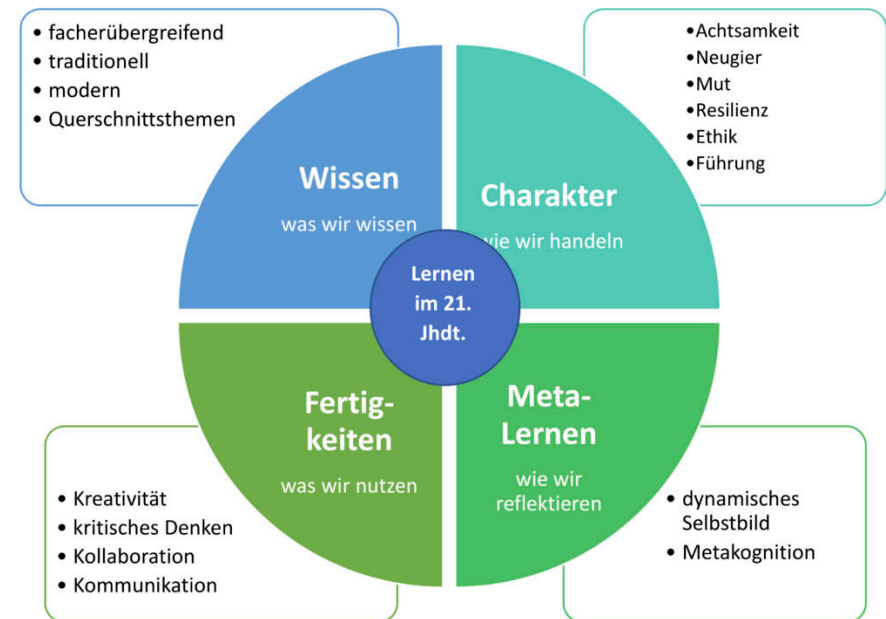 • facherübergreifend
• traditionell
• modern
• Querschnittsthemen
•Achtsamkeit
•Neugier
•Mut
•Resilienz
•Ethik
•Führung
Wissen
was wir wissen
Charakter
wie wir handeln
Lernen
im 21.
Jhdt.
Fertig-
keiten
was wir nutzen
Meta-
Lernen
wie wir
reflektieren
• Kreativität
• kritisches Denken
• Kollaboration
• Kommunikation
• dynamisches
Selbstbild
• Metakognition